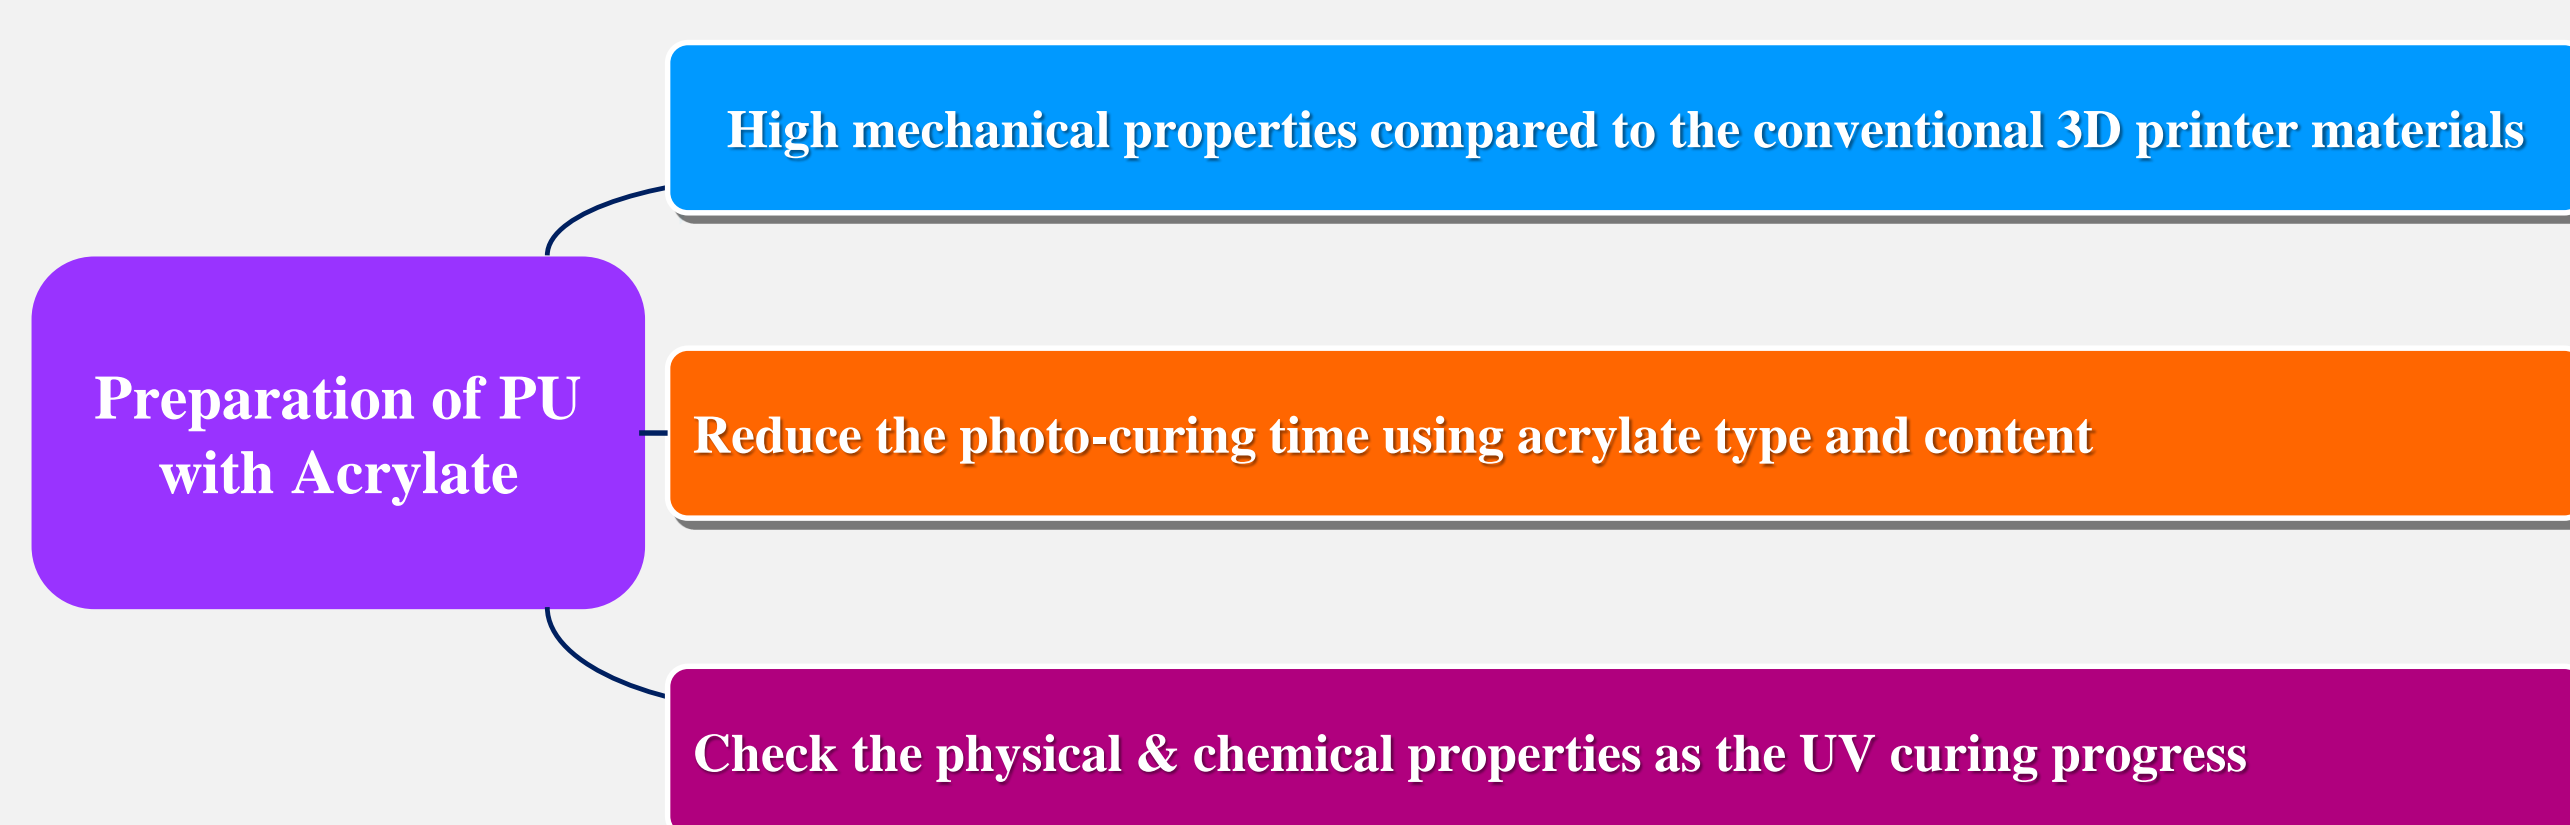 High mechanical properties compared to the conventional 3D printer materials
Preparation of PU
with Acrylate
Reduce the photo-curing time using acrylate type and content
Check the physical & chemical properties as the UV curing progress